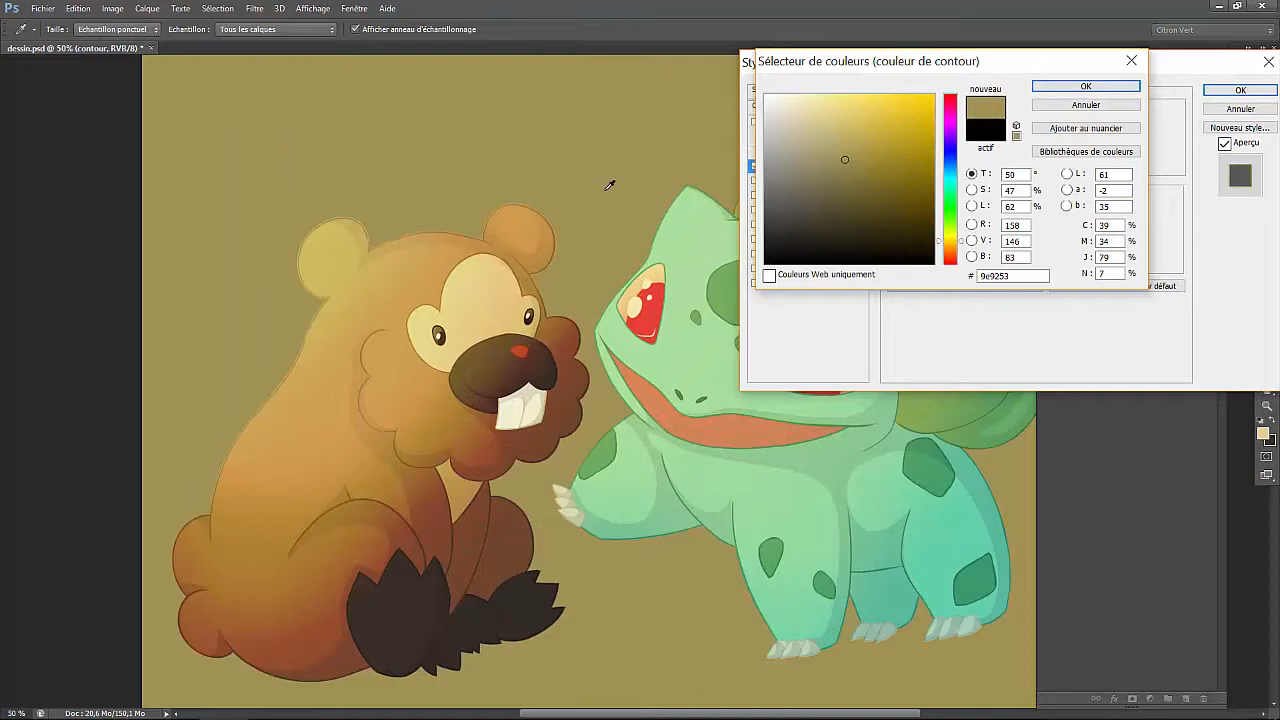 Ps Fichier Edition Image Calque Texte Sélection Filtre 3D Affichage Fenêtre Aide
Taille : Echantillon ponctuel Echantillon : Tous les calques Afficher anneau d'échantillonnage Citron Vert
dessin.psd @ 50% (contour, RVB/8) *
Sélecteur de couleurs (couleur de contour)
nouveau
actif
OK
Annuler
Ajouter au nuancier
Bibliothèques de couleurs
T : 50 °
S : 47 %
L : 62 %
R : 158
V : 146
B : 83
L : 61
a : -2
b : 35
C : 39 %
M : 34 %
J : 79 %
N : 7 %
# 9e9253
Couleurs Web uniquement
OK
Annuler
Nouveau style...
Aperçu
50 % Doc : 20,6 Mo/150,1 Mo